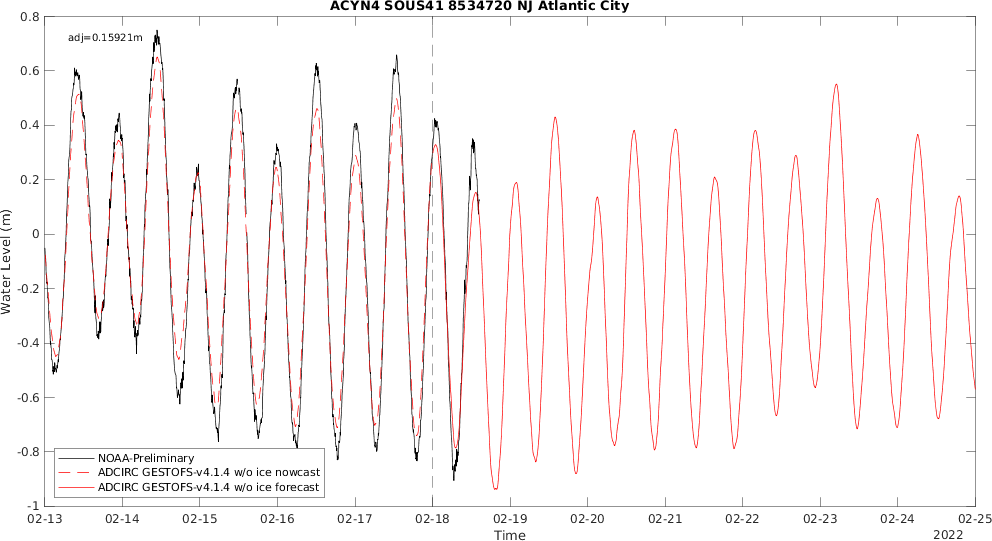 ACYN4 SOUS41 8534720 NJ Atlantic City
adj=0.15921m
0.8
0.6
0.4
0.2
0
-0.2
-0.4
-0.6
-0.8
-1
Water Level (m)
NOAA-Preliminary
ADCIRC GESTOFS-v4.1.4 w/o ice nowcast
ADCIRC GESTOFS-v4.1.4 w/o ice forecast
02-13 02-14 02-15 02-16 02-17 02-18 02-19 02-20 02-21 02-22 02-23 02-24 02-25
Time
2022